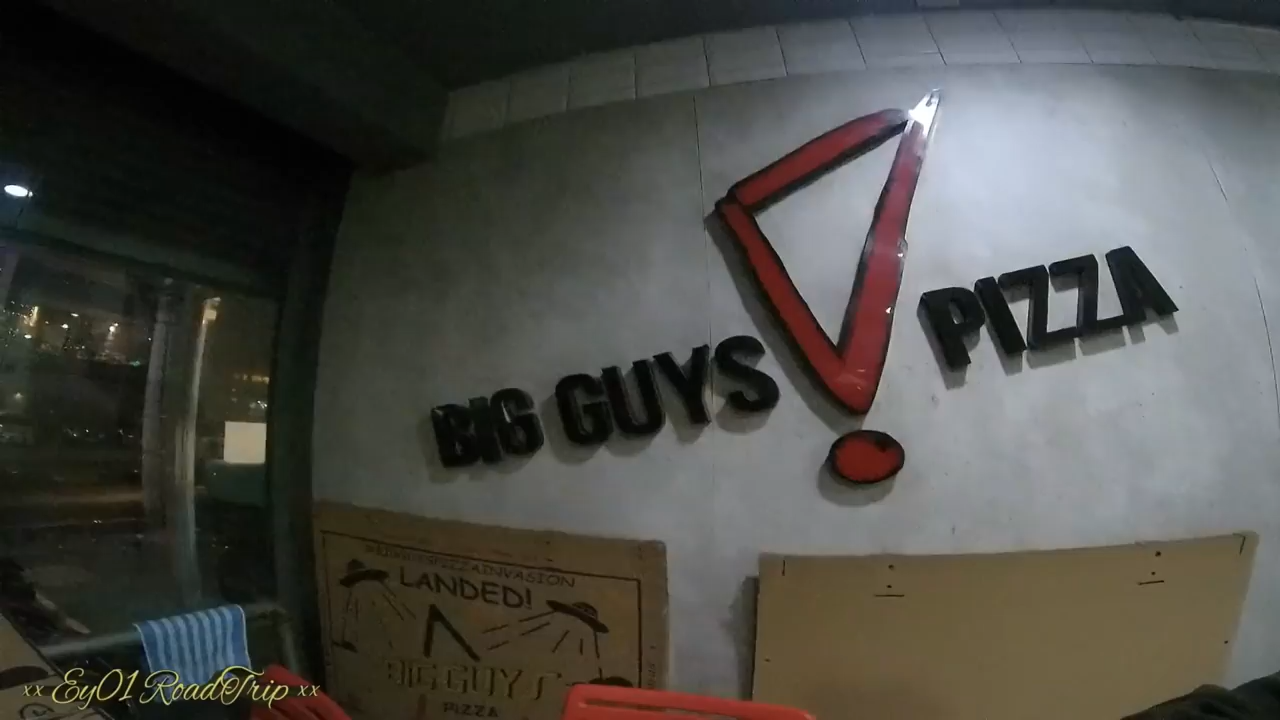 BIG GUYS PIZZA
LANDED!
BIG GUY'S
PIZZA
xx Ey01 RoadTrip xx